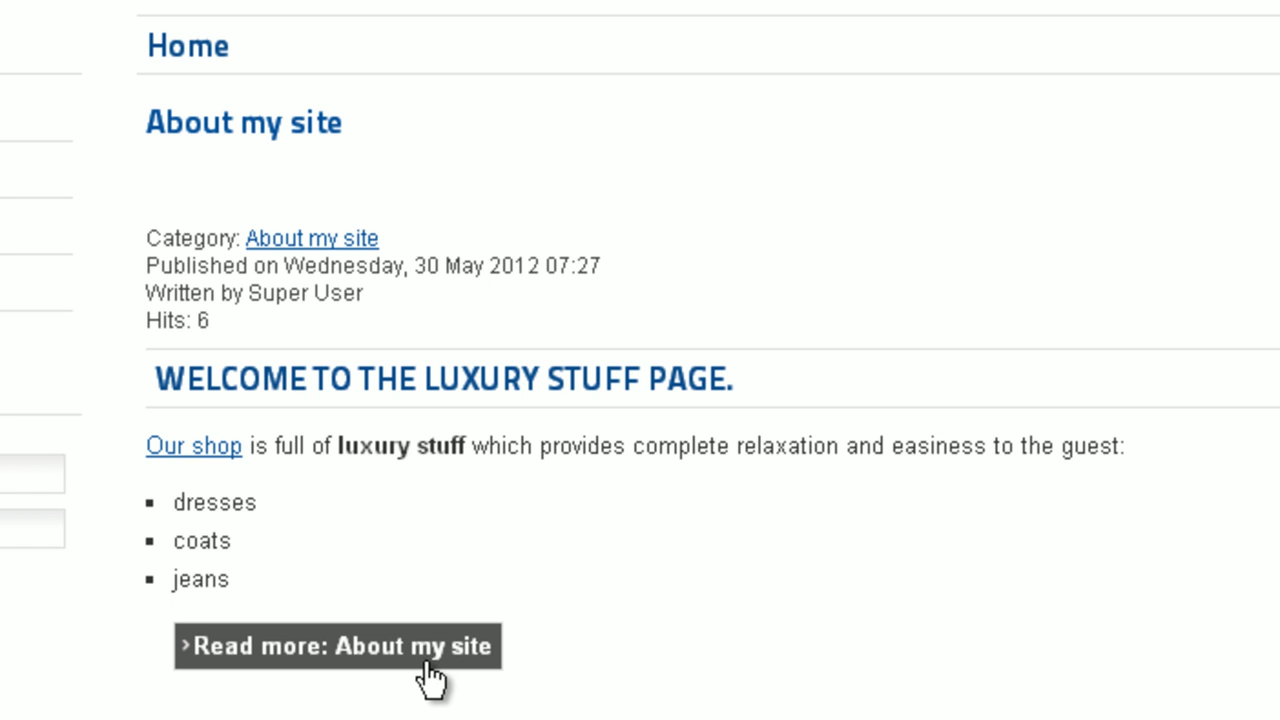 Home
About my site
Category: About my site
Published on Wednesday, 30 May 2012 07:27
Written by Super User
Hits: 6
WELCOME TO THE LUXURY STUFF PAGE.
Our shop is full of luxury stuff which provides complete relaxation and easiness to the guest:
dresses
coats
jeans
Read more: About my site